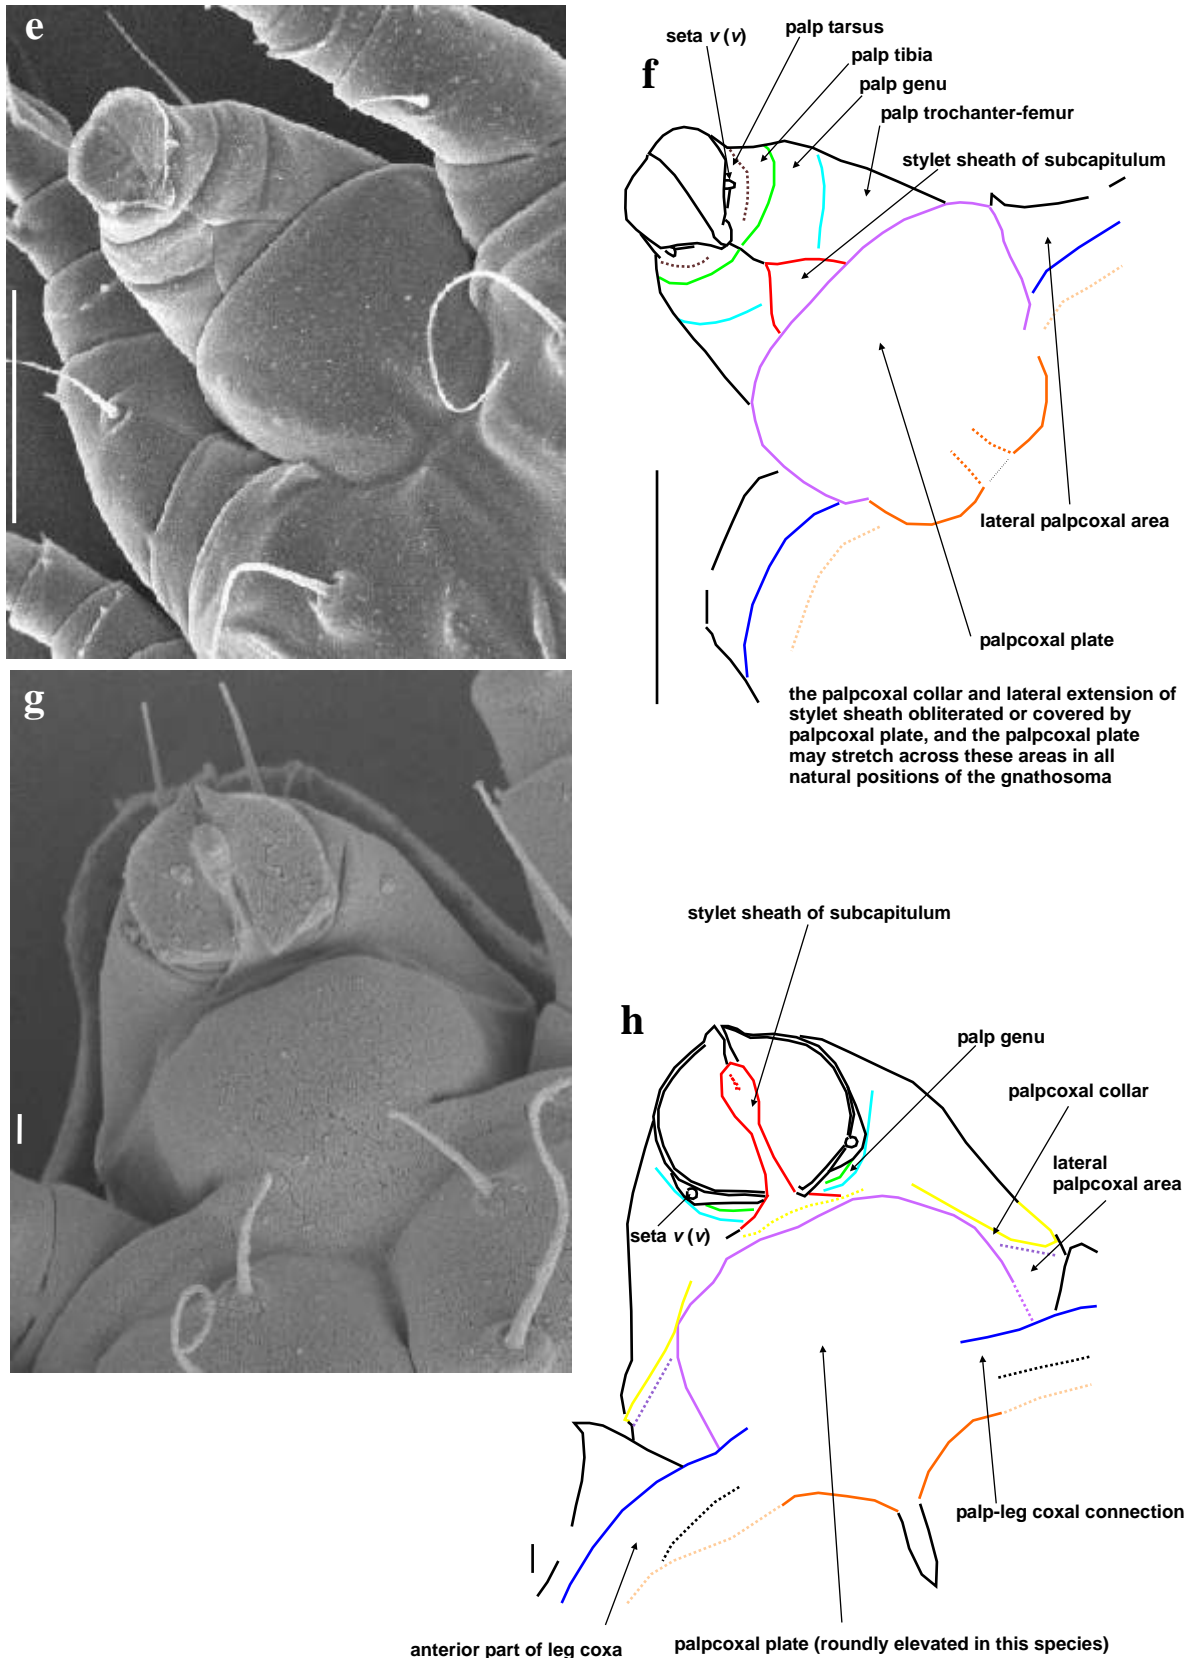 e
f
seta v (v)
palp tarsus
palp tibia
palp genu
palp trochanter-femur
stylet sheath of subcapitulum
lateral palpcoxal area
palpcoxal plate
the palpcoxal collar and lateral extension of
stylet sheath obliterated or covered by
palpcoxal plate, and the palpcoxal plate
may stretch across these areas in all
natural positions of the gnathosoma
g
h
stylet sheath of subcapitulum
palp genu
palpcoxal collar
lateral
palpcoxal area
seta v (v)
palp-leg coxal connection
anterior part of leg coxa
palpcoxal plate (roundly elevated in this species)